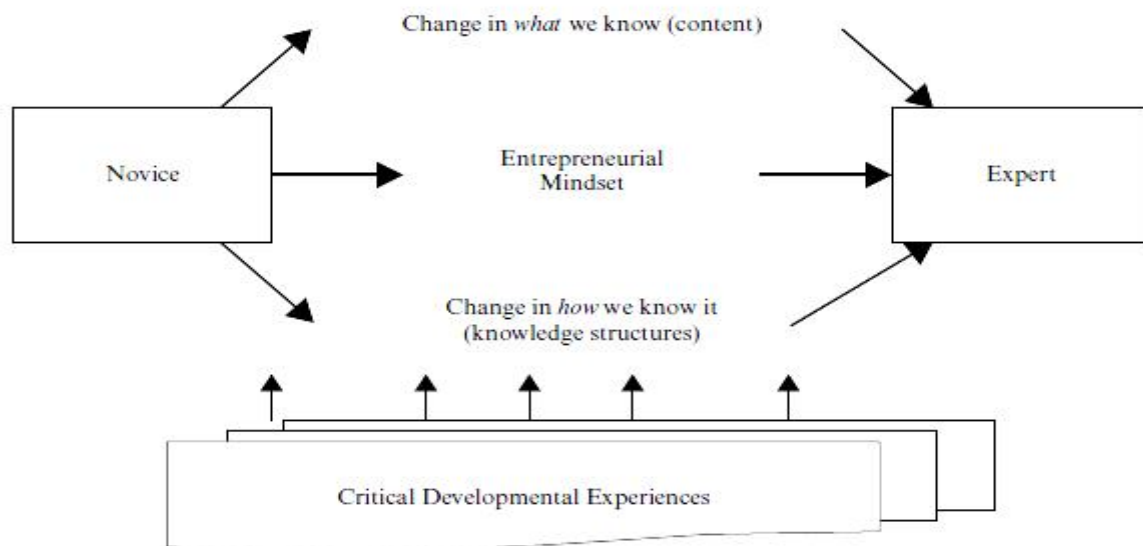 Change in what we know (content)
Novice
Entrepreneurial
Mindset
Expert
Change in how we know it
(knowledge structures)
Critical Developmental Experiences